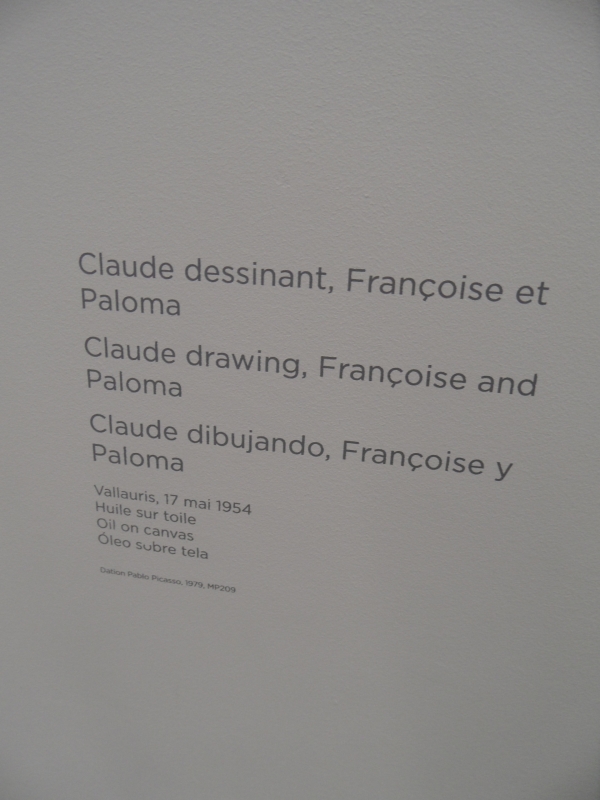 Claude dessinant, Françoise et
Paloma
Claude drawing, Françoise and
Paloma
Claude dibujando, Françoise y
Paloma
Vallauris, 17 mai 1954
Huile sur toile
Oil on canvas
Óleo sobre tela
Dation Pablo Picasso, 1979, MP209